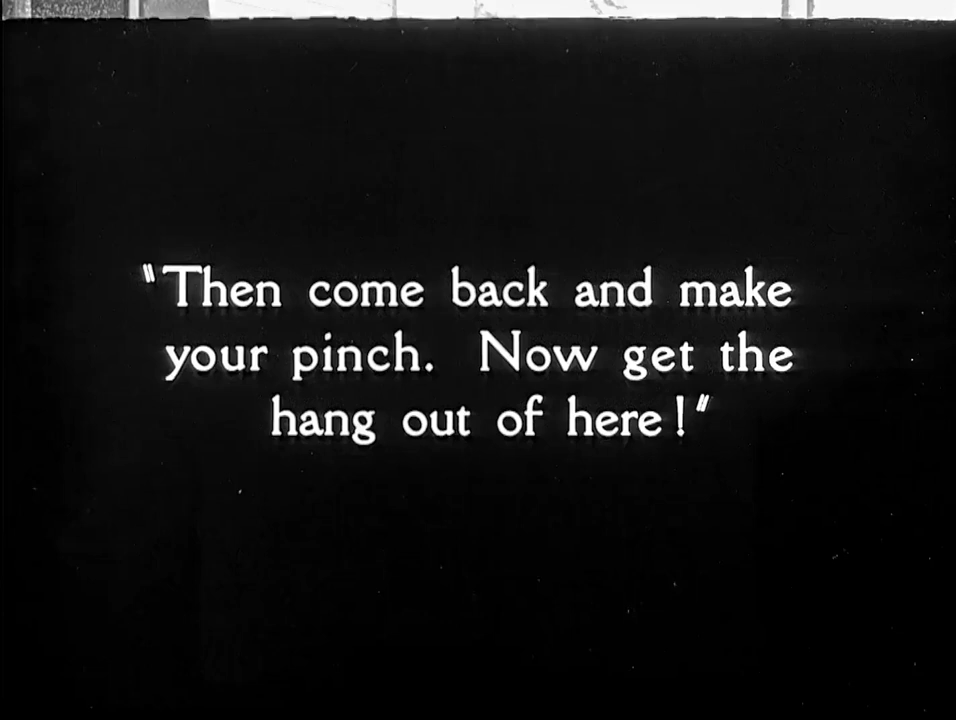 "Then come back and make
your pinch. Now get the
hang out of here!"